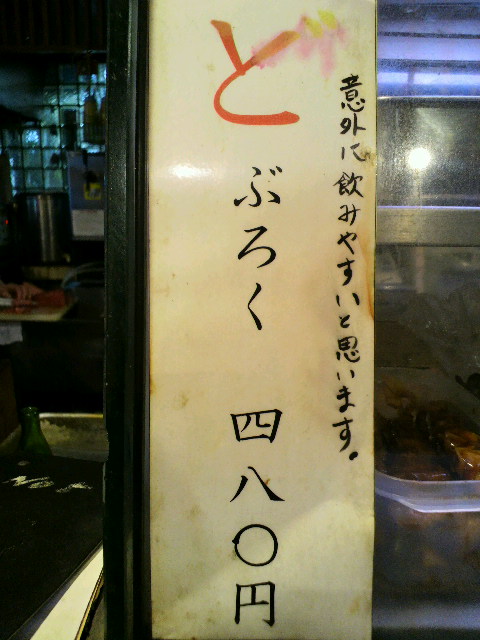 意外に飲みやすいと思います。
どぶろく 四八〇円